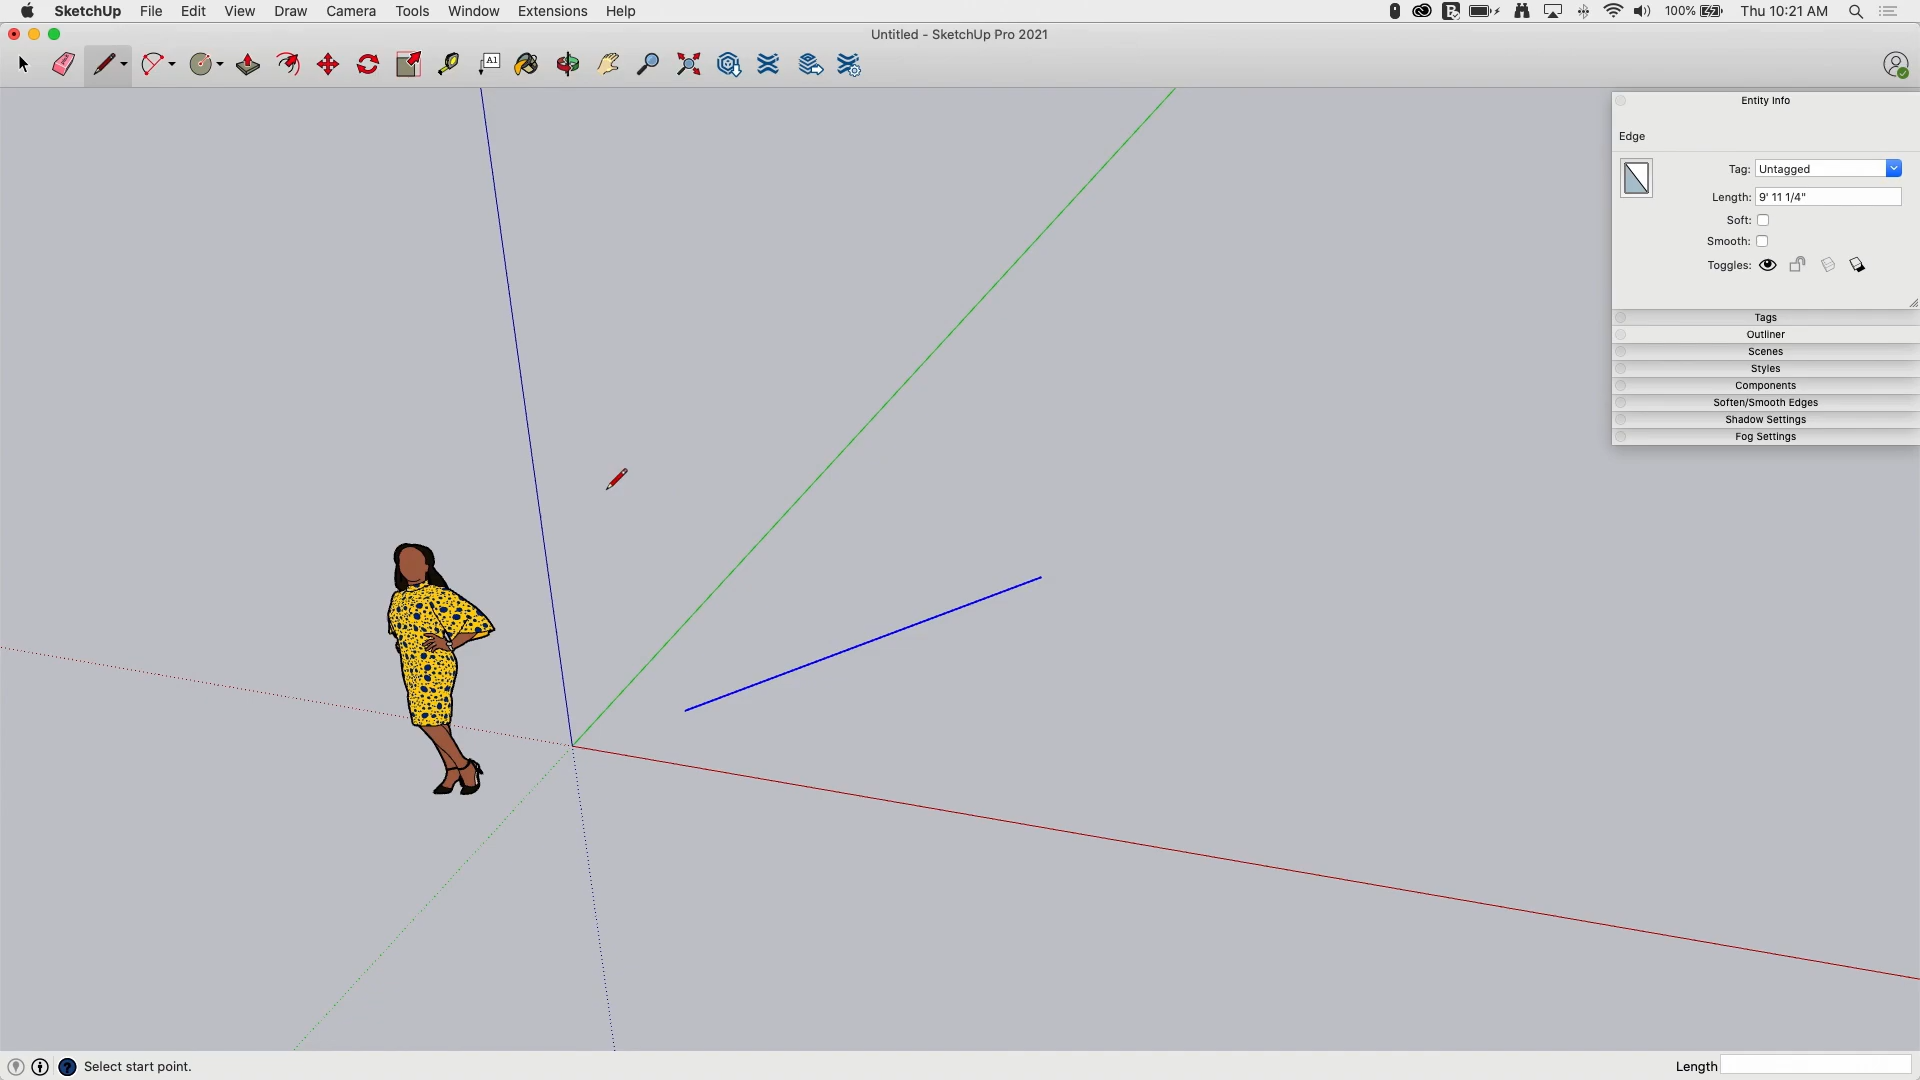 SketchUp File Edit View Draw Camera Tools Window Extensions Help 100% Thu 10:21 AM
Untitled - SketchUp Pro 2021
A1
Entity Info
Edge
Tag: Untagged
Length: 9' 11 1/4"
Soft:
Smooth:
Toggles:
Tags
Outliner
Scenes
Styles
Components
Soften/Smooth Edges
Shadow Settings
Fog Settings
Select start point. Length